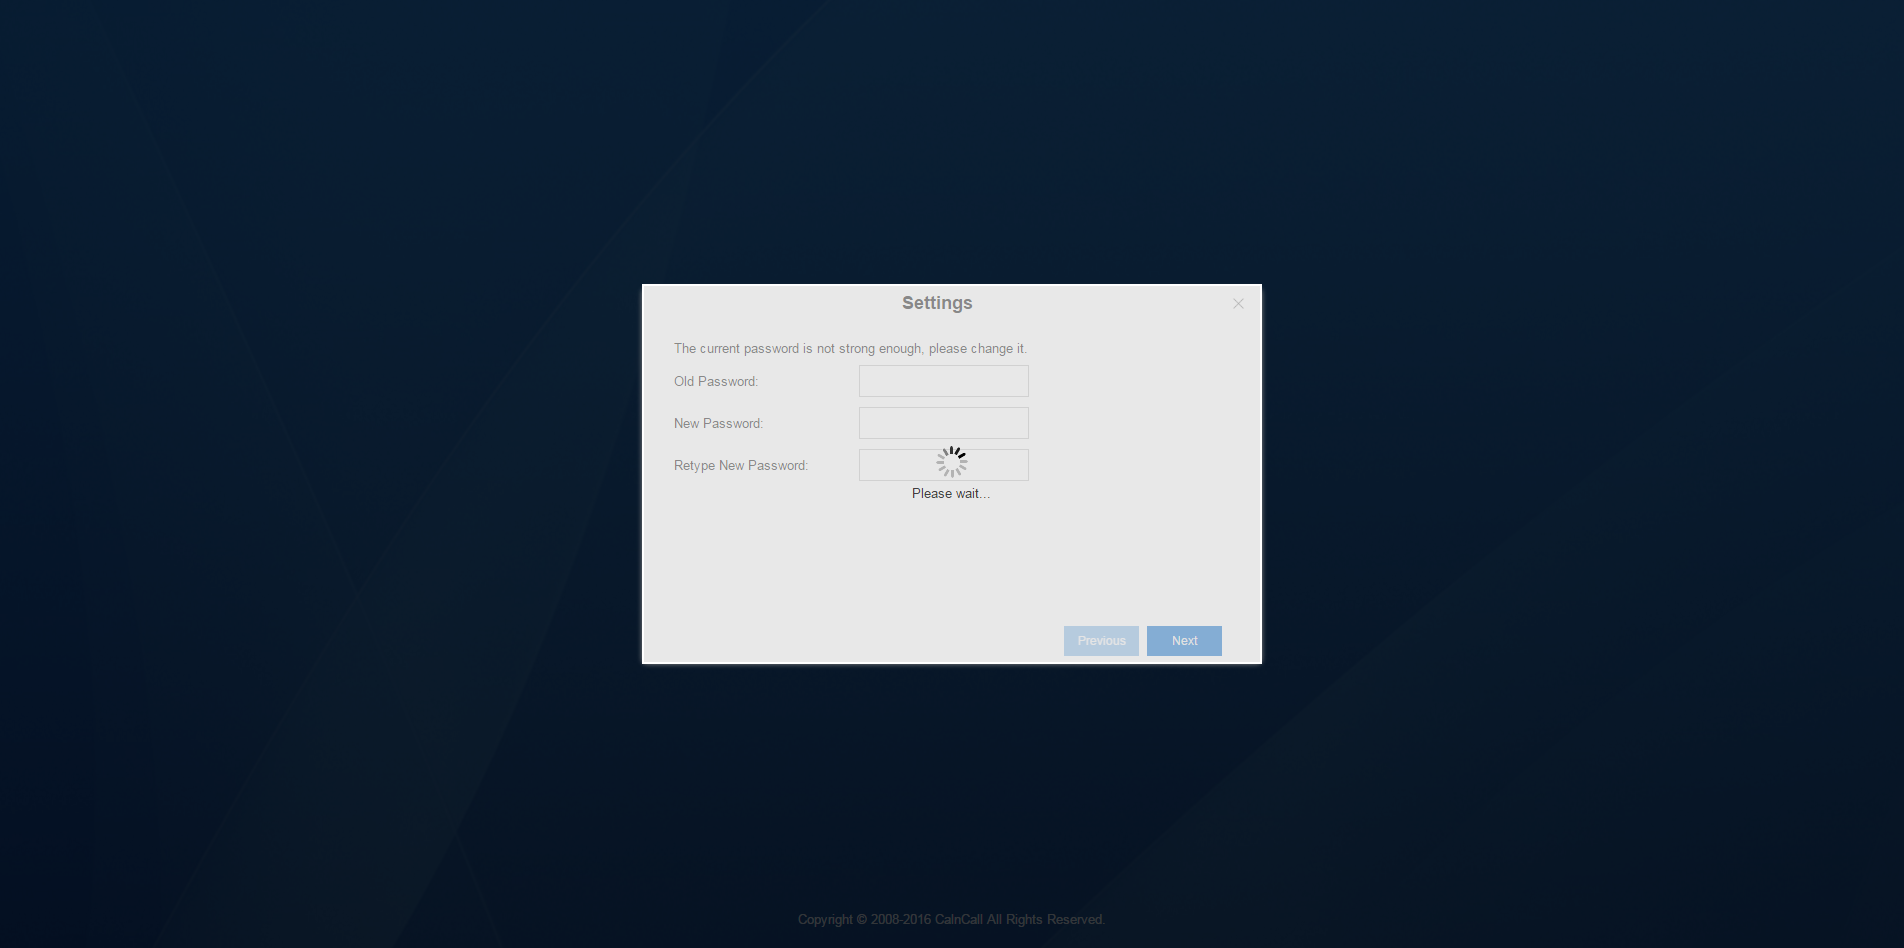 Settings
The current password is not strong enough, please change it.
Old Password:
New Password:
Retype New Password:
Please wait...
Previous Next
Copyright © 2008-2016 CalnCall All Rights Reserved.